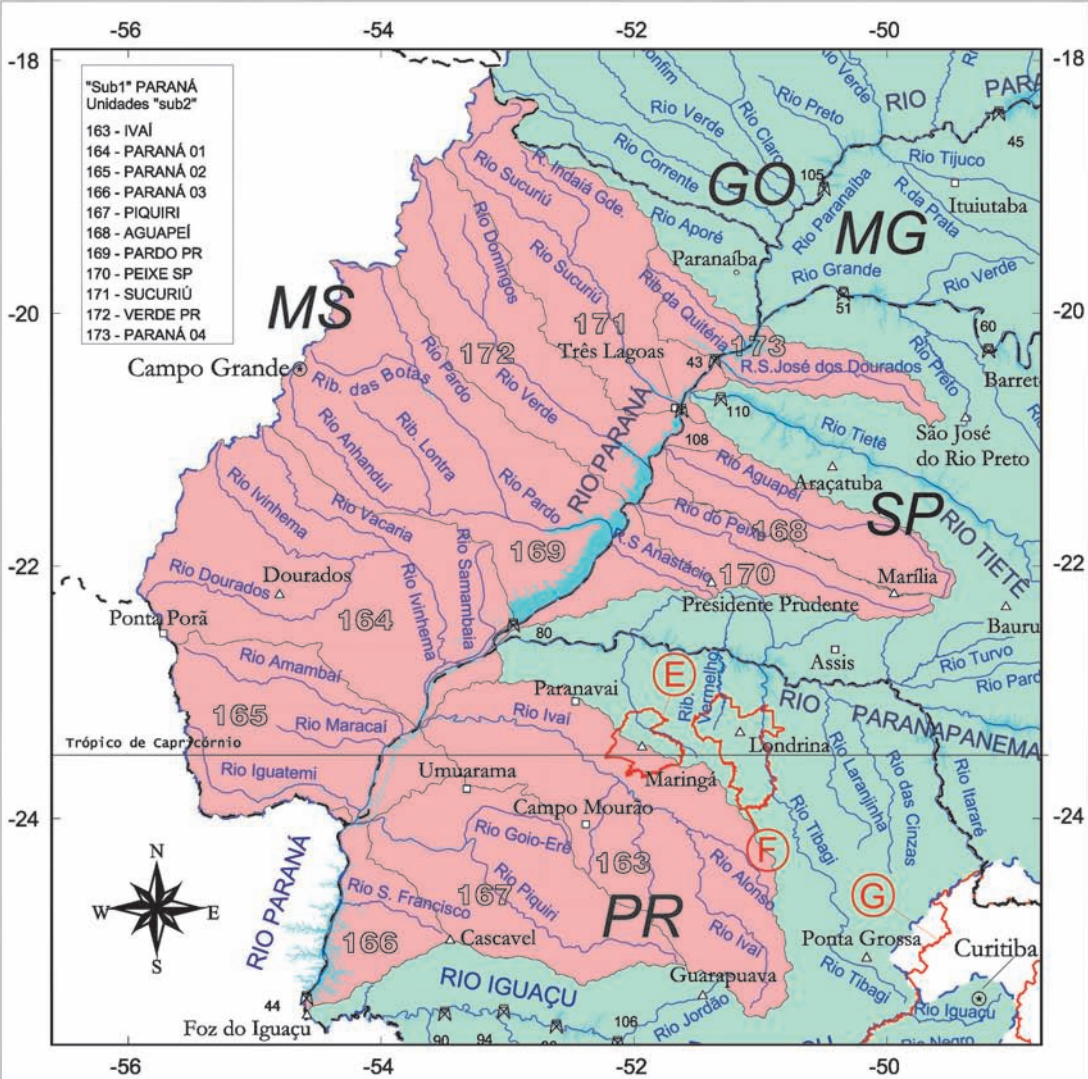 -56
-54
-52
-50
-18
-18
"Sub1" PARANÁ
Unidades "sub2"
163 - IVAÍ
164 - PARANÁ 01
165 - PARANÁ 02
166 - PARANÁ 03
167 - PIQUIRI
168 - AGUAPEÍ
169 - PARDO PR
170 - PEIXE SP
171 - SUCURIÚ
172 - VERDE PR
173 - PARANÁ 04
Rio Verde
RIO
45
Rio Preto
Rio Verde
Rio Claro
Rio Corrente
Rio Tijuco
Ituiutaba
R.da Prata
Rio Paranaíba
105
GO
MG
R. Indaiá Gde.
Rio Sucuriú
Rio Aporé
Paranaíba
Rio Domingos
Rio Sucuriú
Rib.da Quitéria
Rio Grande
Rio Verde
51
60
-20
-20
MS
171
172
173
Três Lagoas
43
R.S.José dos Dourados
Rio Preto
Campo Grande
Rib. das Botas
Rio Pardo
Rio Verde
110
108
Rio Tietê
São José
do Rio Preto
Araçatuba
RIO PARANÁ
Rib. Lontra
Rio Anhanduí
Rio Ivinhema
Rio Vacaria
Rio Pardo
Rio Aguapeí
Rio do Peixe
168
SP
RIO TIETÊ
169
R.S Anastácio
170
Marília
Presidente Prudente
-22
-22
Rio Dourados
Dourados
Rio Samambaia
Rio Ivinhema
164
Ponta Porã
80
Bauru
Assis
Rio Turvo
Rio Amambaí
Paranavai
E
Rib. Vermelho
RIO
PARANAPANEMA
165
Rio Maracaí
Rio Ivaí
Londrina
Trópico de Capricórnio
Maringá
Rio Iguatemi
Umuarama
Rio Laranjinha
Rio das Cinzas
Rio Itararé
-24
-24
Campo Mourão
Rio Goio-Erê
F
Rio Tibagi
163
Rio Alonso
RIO PARANÁ
N
W
E
S
Rio S. Francisco
167
Rio Piquiri
PR
G
166
Cascavel
Rio Ivaí
Ponta Grossa
Curitiba
Guarapuava
Rio Tibagi
44
RIO IGUAÇU
Rio Jordão
Rio Iguaçu
Foz do Iguaçu
90
94
106
Rio Negro
-56
-54
-52
-50